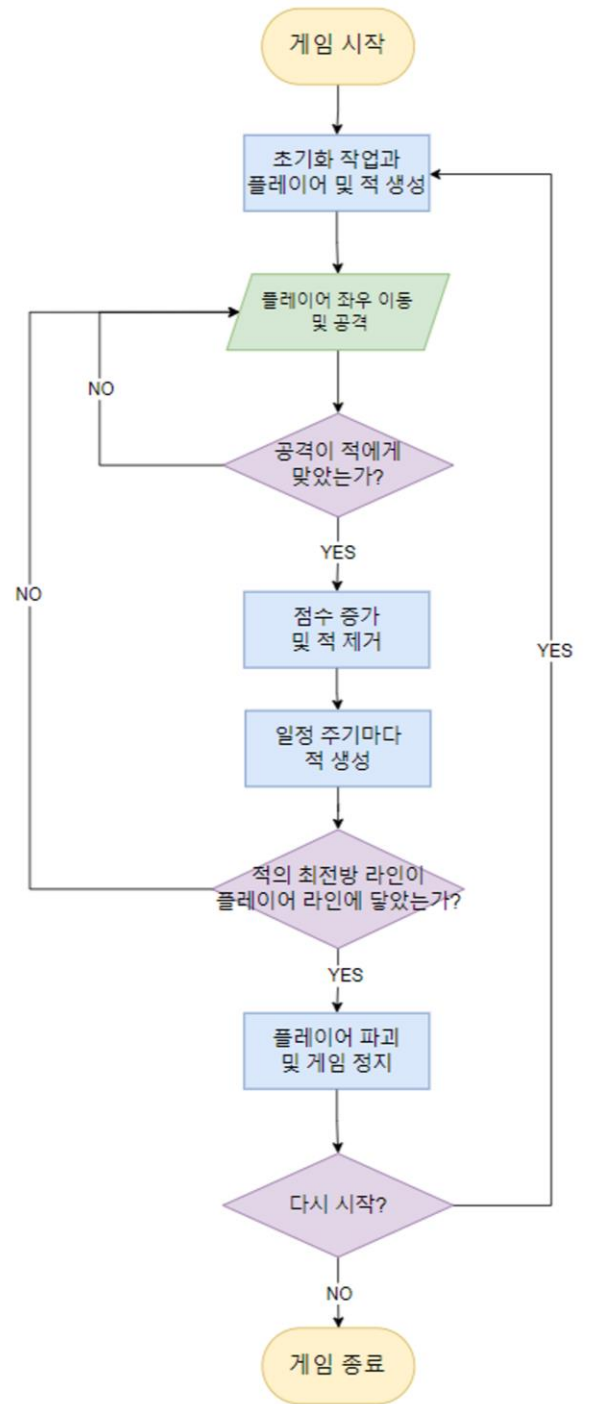 게임 시작
초기화 작업과
플레이어 및 적 생성
플레이어 좌우 이동
및 공격
NO
공격이 적에게
맞았는가?
YES
NO
점수 증가
및 적 제거
YES
일정 주기마다
적 생성
적의 최전방 라인이
플레이어 라인에 닿았는가?
YES
플레이어 파괴
및 게임 정지
다시 시작?
NO
게임 종료